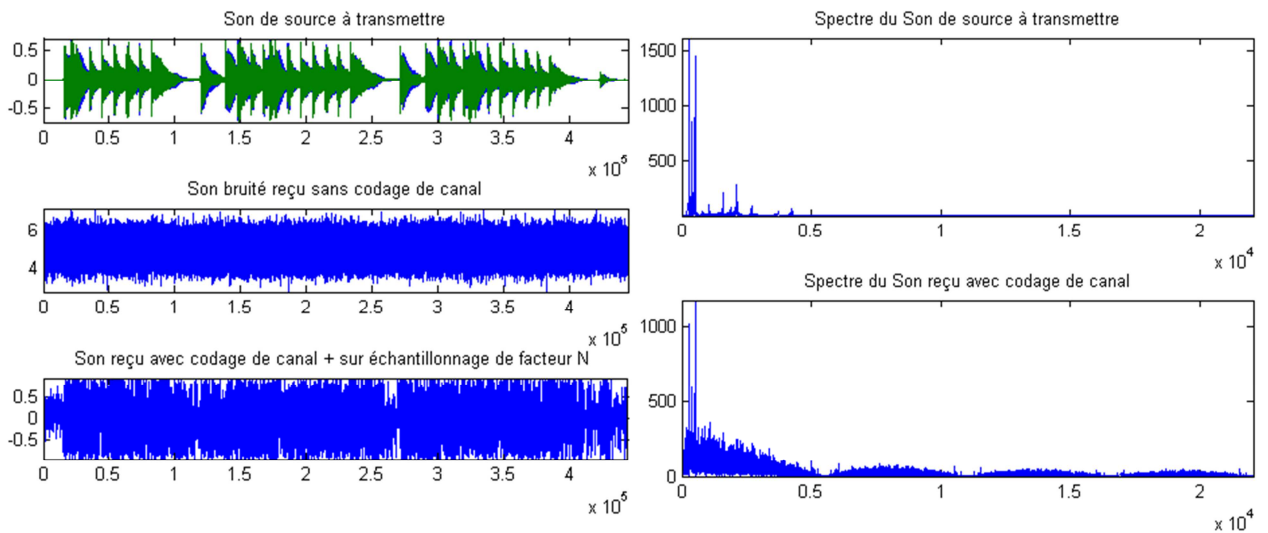 Son de source à transmettre
0.5
0
-0.5
0 0.5 1 1.5 2 2.5 3 3.5 4
x 10^5
Son bruité reçu sans codage de canal
6
4
0 0.5 1 1.5 2 2.5 3 3.5 4
x 10^5
Son reçu avec codage de canal + sur échantillonnage de facteur N
0.5
0
-0.5
0 0.5 1 1.5 2 2.5 3 3.5 4
x 10^5
Spectre du Son de source à transmettre
1500
1000
500
0 0.5 1 1.5 2
x 10^4
Spectre du Son reçu avec codage de canal
1000
500
0
0 0.5 1 1.5 2
x 10^4